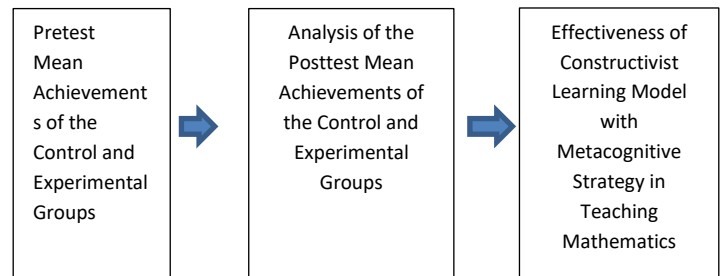 Pretest
Mean
Achievement
s of the
Control and
Experimental
Groups
Analysis of the
Posttest Mean
Achievements of
the Control and
Experimental
Groups
Effectiveness of
Constructivist
Learning Model
with
Metacognitive
Strategy in
Teaching
Mathematics